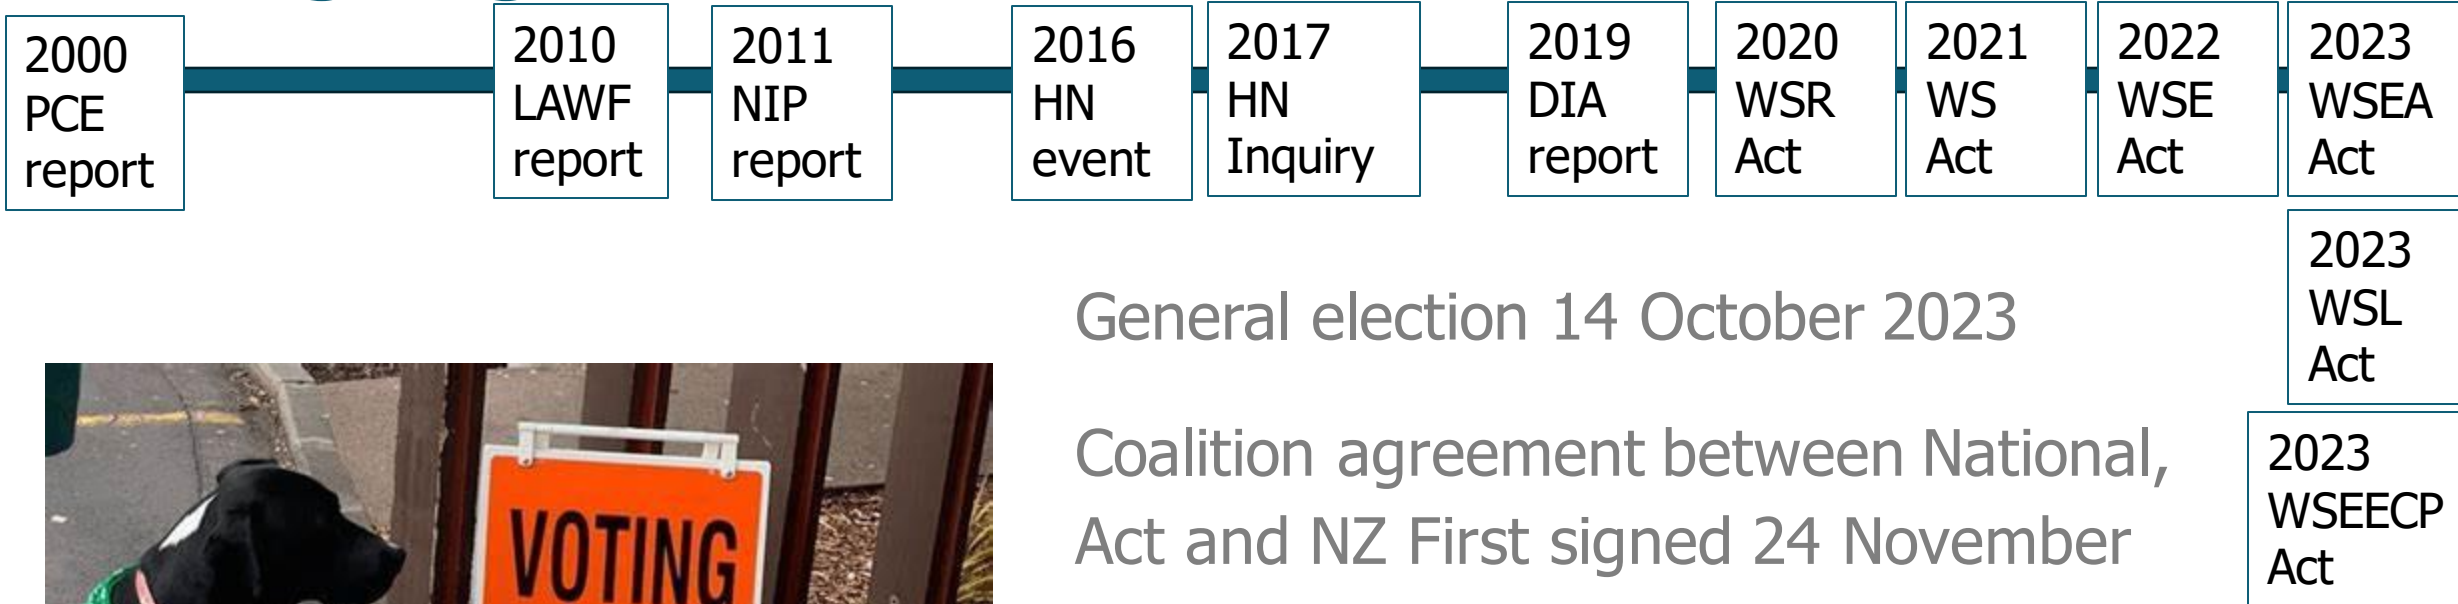 2000
PCE
report
2010
LAWF
report
2011
NIP
report
2016
HN
event
2017
HN
Inquiry
2019
DIA
report
2020
WSR
Act
2021
WS
Act
2022
WSE
Act
2023
WSEA
Act
2023
WSL
Act
2023
WSEECP
Act
General election 14 October 2023
Coalition agreement between National,
Act and NZ First signed 24 November
VOTING